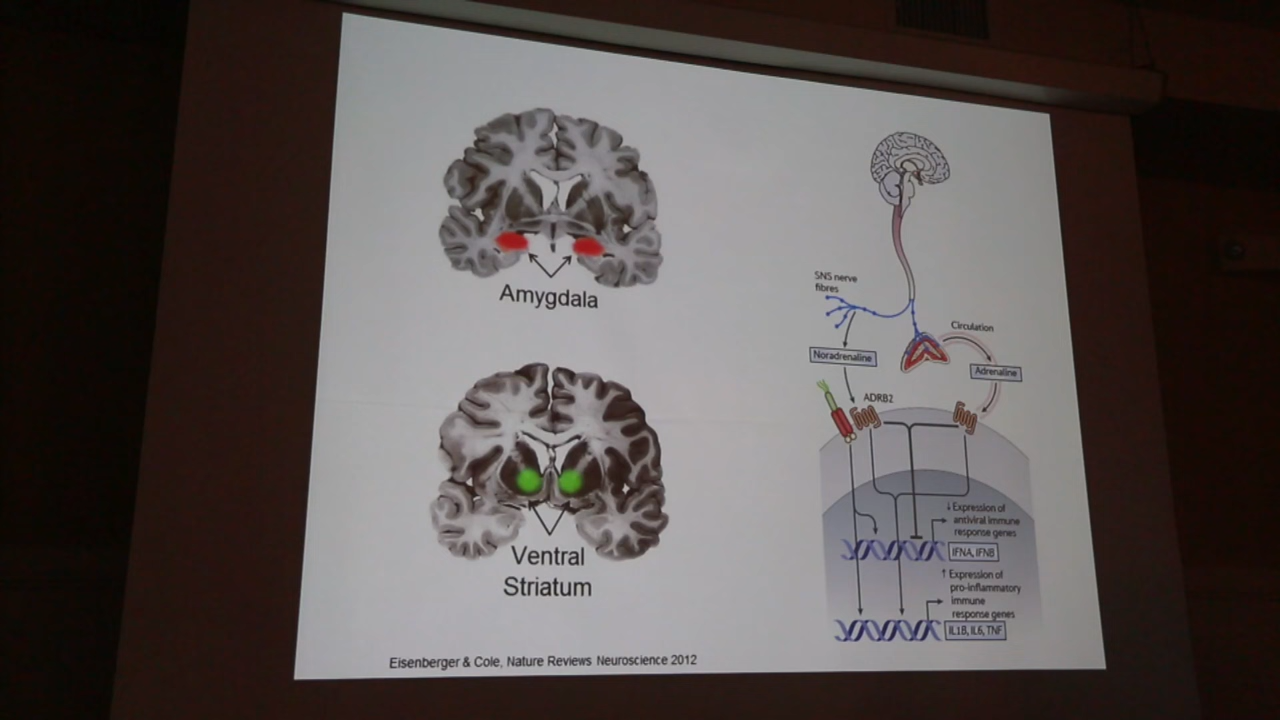 Amygdala
Ventral
Striatum
Eisenberger & Cole, Nature Reviews Neuroscience 2012
SNS nerve
fibres
Circulation
Noradrenaline
Adrenaline
ADRB2
↓ Expression of
antiviral immune
response genes
IFNA, IFNB
↑ Expression of
pro-inflammatory
immune
response genes
IL1B, IL6, TNF